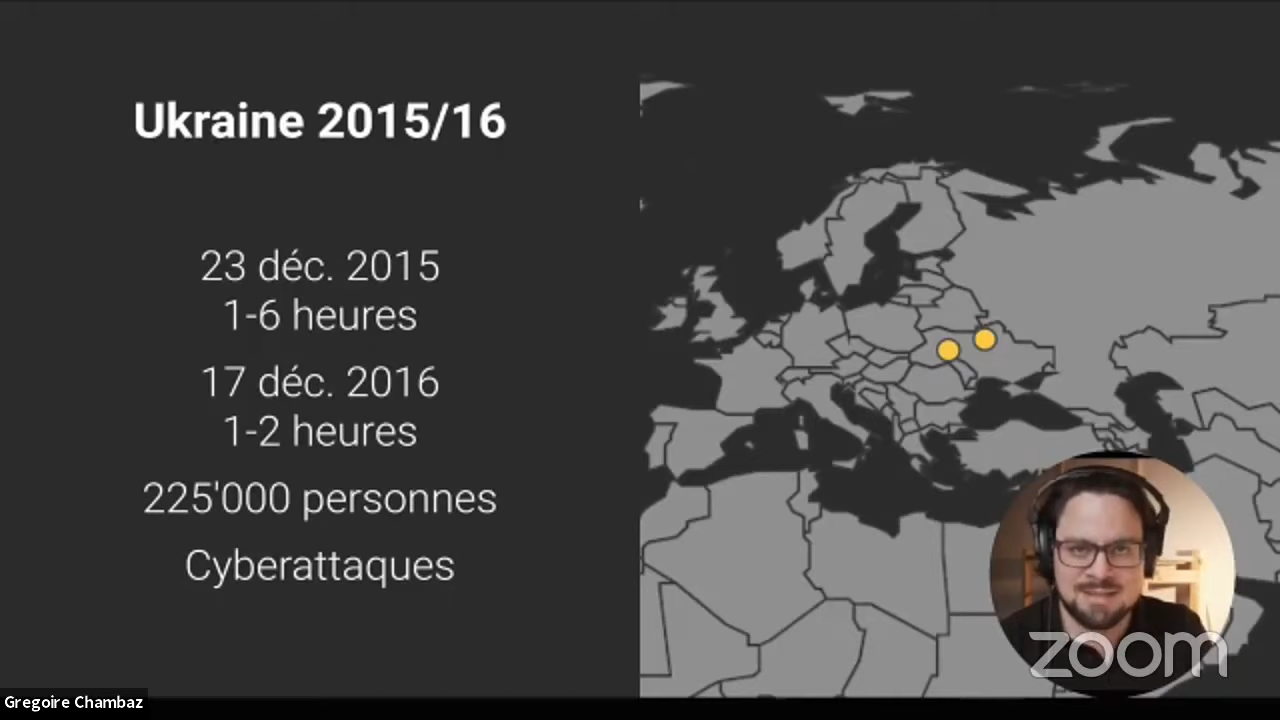 Ukraine 2015/16
23 déc. 2015
1-6 heures
17 déc. 2016
1-2 heures
225'000 personnes
Cyberattaques
zoom
Gregoire Chambaz